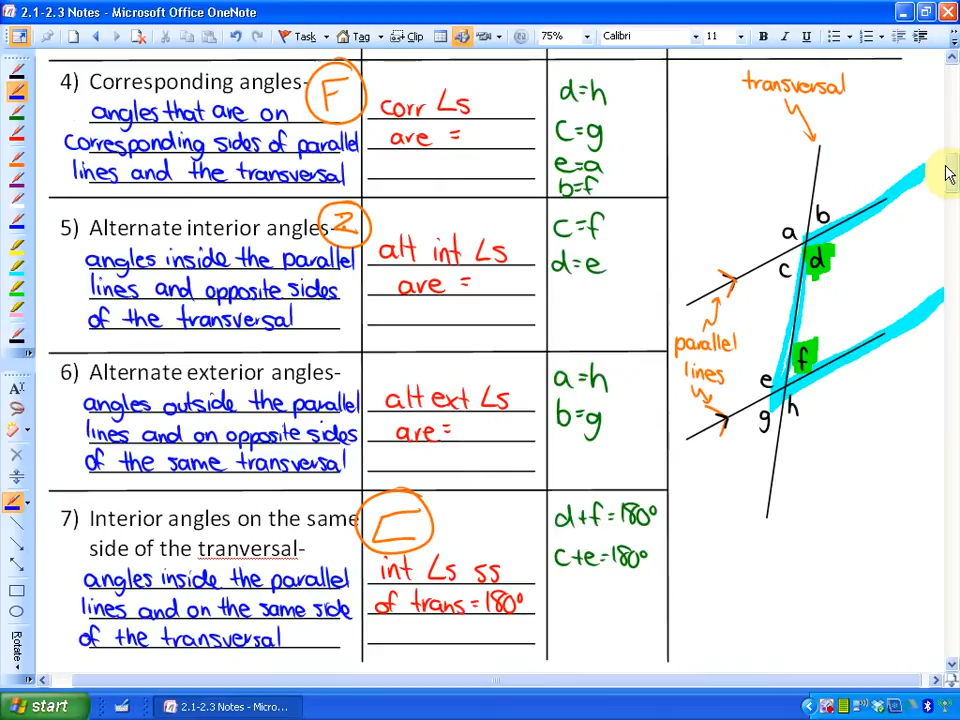 2.1-2.3 Notes - Microsoft Office OneNote
Task
Tag
Clip
75%
Calibri
11
B
I
U
4) Corresponding angles-
F
angles that are on
corresponding sides of parallel
lines and the transversal
corr ∠s
are =
d=h
c=g
e=a
b=f
5) Alternate interior angles-
Z
angles inside the parallel
lines and opposite sides
of the transversal
alt int ∠s
are =
c=f
d=e
6) Alternate exterior angles-
angles outside the parallel
lines and on opposite sides
of the same transversal
alt ext ∠s
are =
a=h
b=g
7) Interior angles on the same
side of the tranversal-
angles inside the parallel
lines and on the same side
of the transversal
int ∠s ss
of trans = 180°
d+f=180°
c+e=180°
transversal
b
a
c
d
parallel
lines
f
e
h
g
A
Rotate
start
2.1-2.3 Notes - Micro...